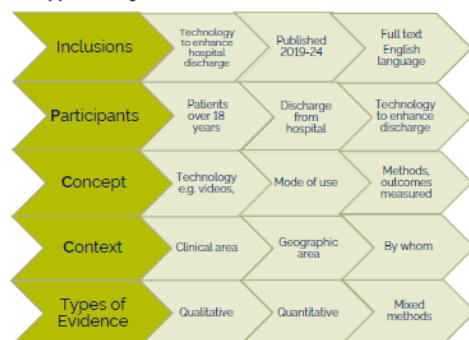 Inclusions
Technology
to enhance
hospital
discharge
Published
2019-24
Full text
English
language
Participants
Patients
over 18
years
Discharge
from
hospital
Technology
to enhance
discharge
Concept
Technology
e.g. videos,
Mode of use
Methods,
outcomes
measured
Context
Clinical area
Geographic
area
By whom
Types of
Evidence
Qualitative
Quantitative
Mixed
methods